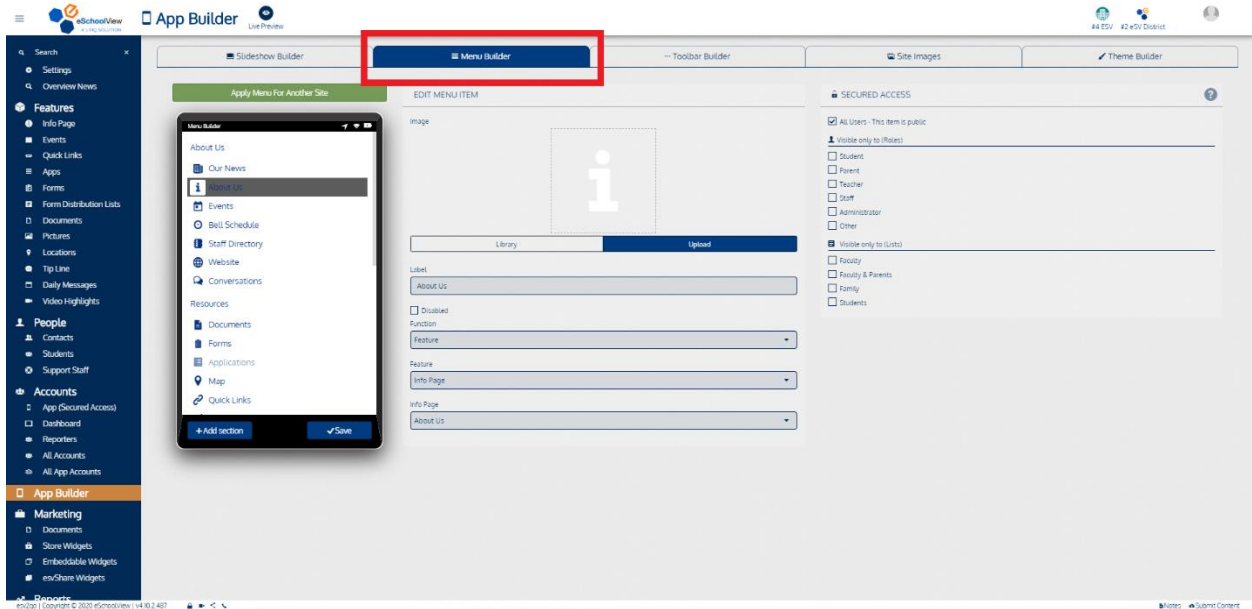 eSchoolView
App Builder
Live Preview
#4 ESV
#2 eSV District
Search
×
Settings
Overview News
Features
Info Page
Events
Quick Links
Apps
Forms
Form Distribution Lists
Documents
Pictures
Locations
Tip Line
Daily Messages
Video Highlights
People
Contacts
Students
Support Staff
Accounts
App (Secured Access)
Dashboard
Reporters
All Accounts
All App Accounts
App Builder
Marketing
Documents
Store Widgets
Embeddable Widgets
esvShare Widgets
Reports
Slideshow Builder
Menu Builder
Toolbar Builder
Site Images
Theme Builder
Apply Menu For Another Site
Menu Builder
About Us
Our News
About Us
Events
Bell Schedule
Staff Directory
Website
Conversations
Resources
Documents
Forms
Applications
Map
Quick Links
+ Add section
Save
EDIT MENU ITEM
Image
Library
Upload
Label
About Us
Disabled
Function
Feature
Feature
Info Page
Info Page
About Us
SECURED ACCESS
?
All Users - This item is public
Visible only to (Roles)
Student
Parent
Teacher
Staff
Administrator
Other
Visible only to (Lists)
Faculty
Faculty & Parents
Family
Students
esv2go | Copyright © 2020 eSchoolView | v4.10.2.487
Notes
Submit Content